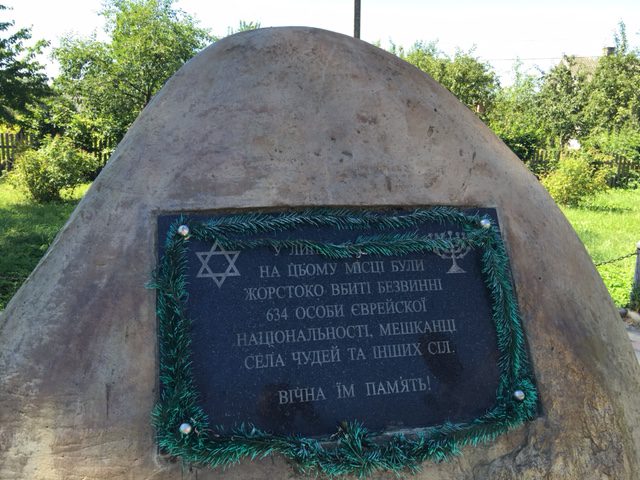 У
НА ЦЬОМУ МІСЦІ БУЛИ
ЖОРСТОКО ВБИТІ БЕЗВИННІ
634 ОСОБИ ЄВРЕЙСКОЇ
НАЦІОНАЛЬНОСТІ, МЕШКАНЦІ
СЕЛА ЧУДЕЙ ТА ІНШИХ СІЛ.
ВІЧНА ЇМ ПАМ'ЯТЬ!